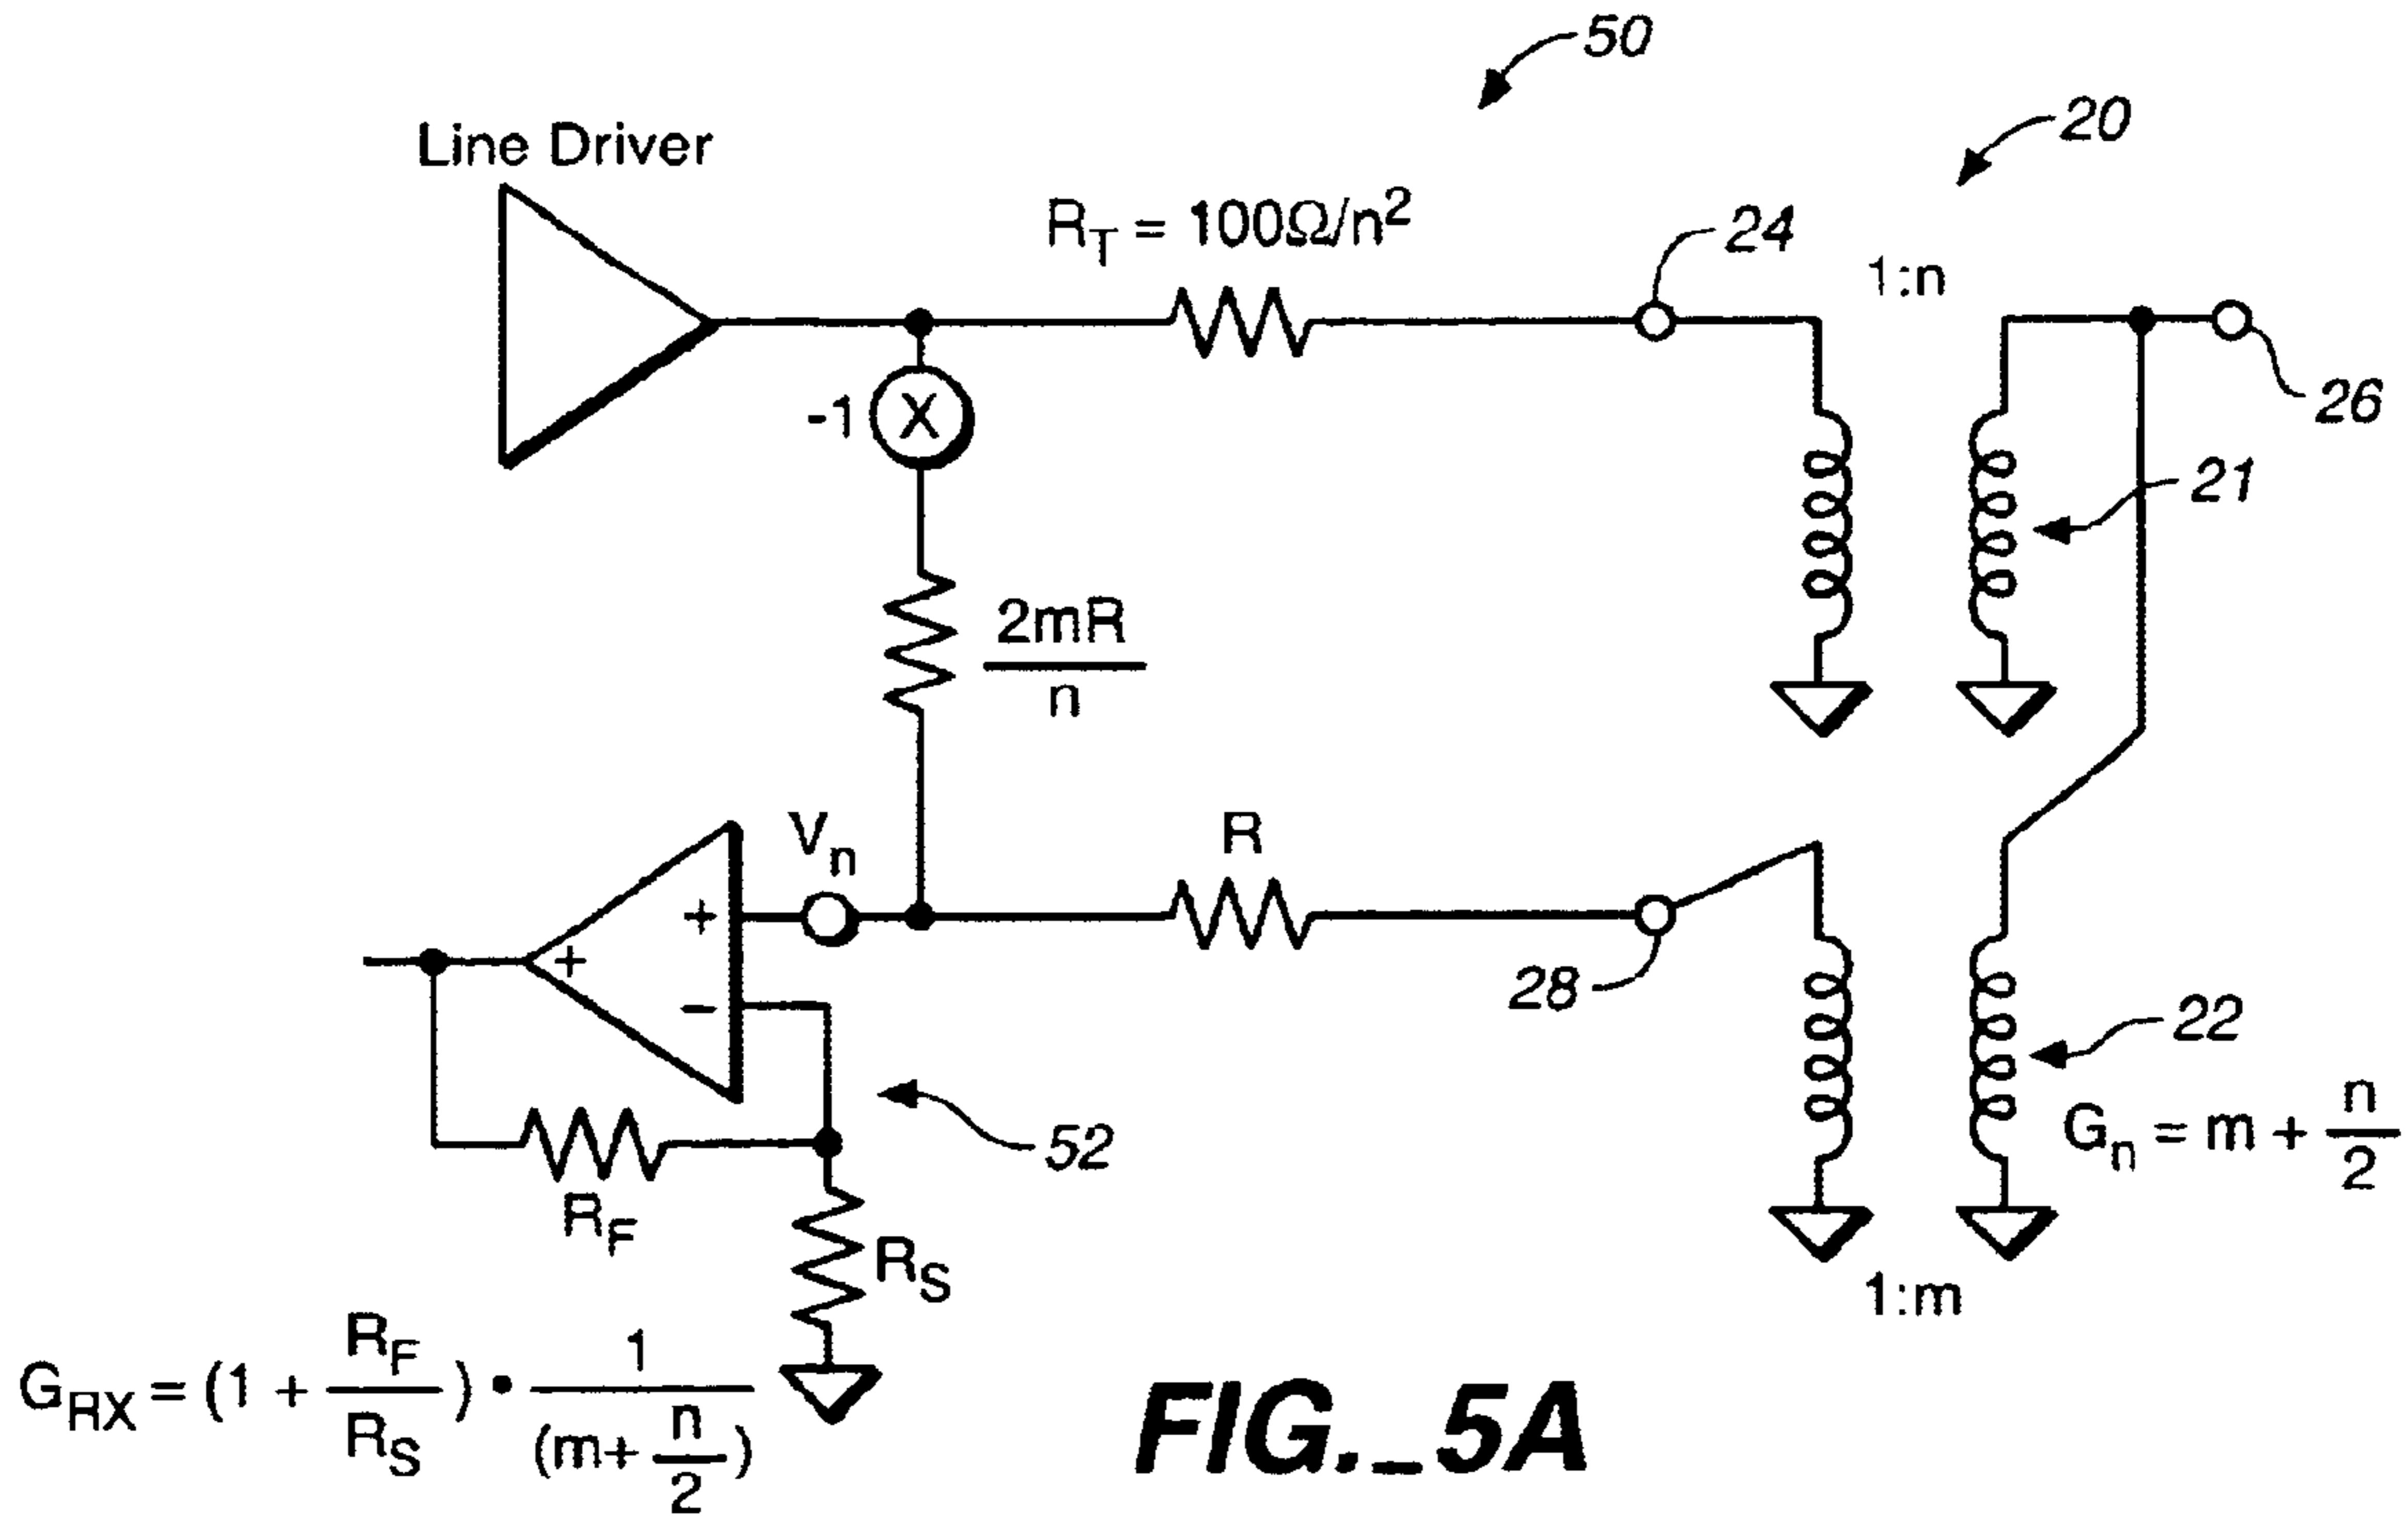 50
20
Line Driver
R_T = 100Ω/n²
24
1:n
26
-1
X
21
2mR/n
V_n
R
+
+
−
28
22
G_n = m + n/2
52
R_F
R_S
1:m
G_RX = (1 + R_F/R_S) • 1/(m+ n/2)
FIG._5A